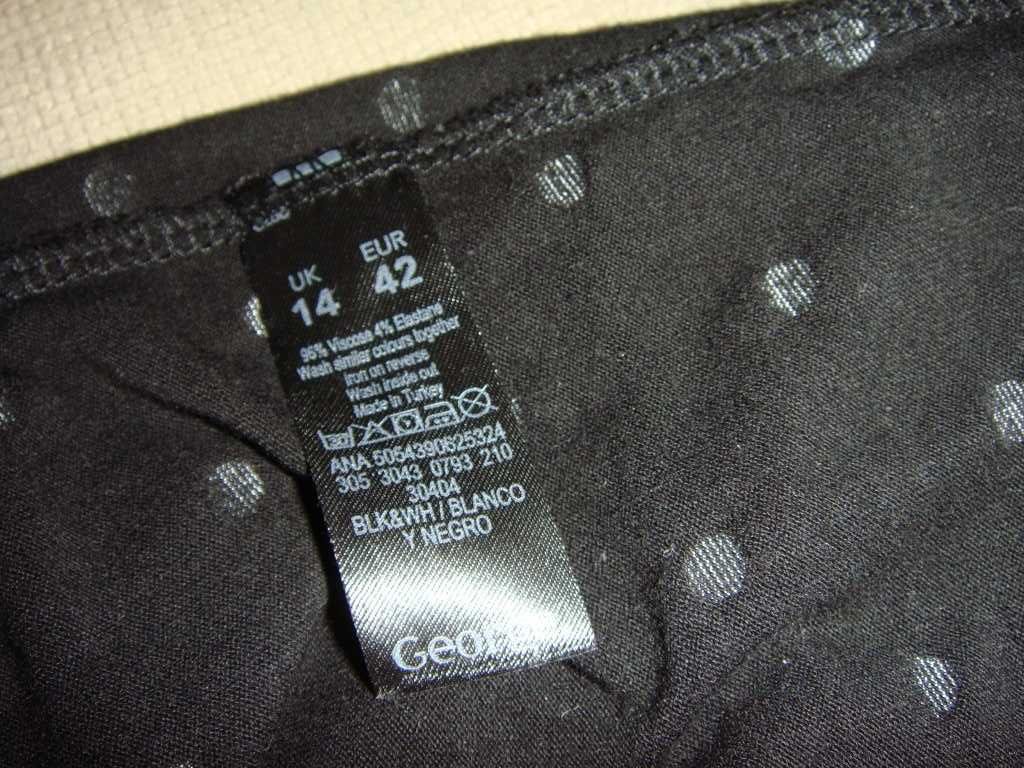 UK EUR
14 42
95% Viscose 4% Elastane
Wash similar colours together
Iron on reverse
Wash inside out
Made in Turkey
ANA 5054390625324
305 3043 0793 210
30404
BLK&WH / BLANCO
Y NEGRO